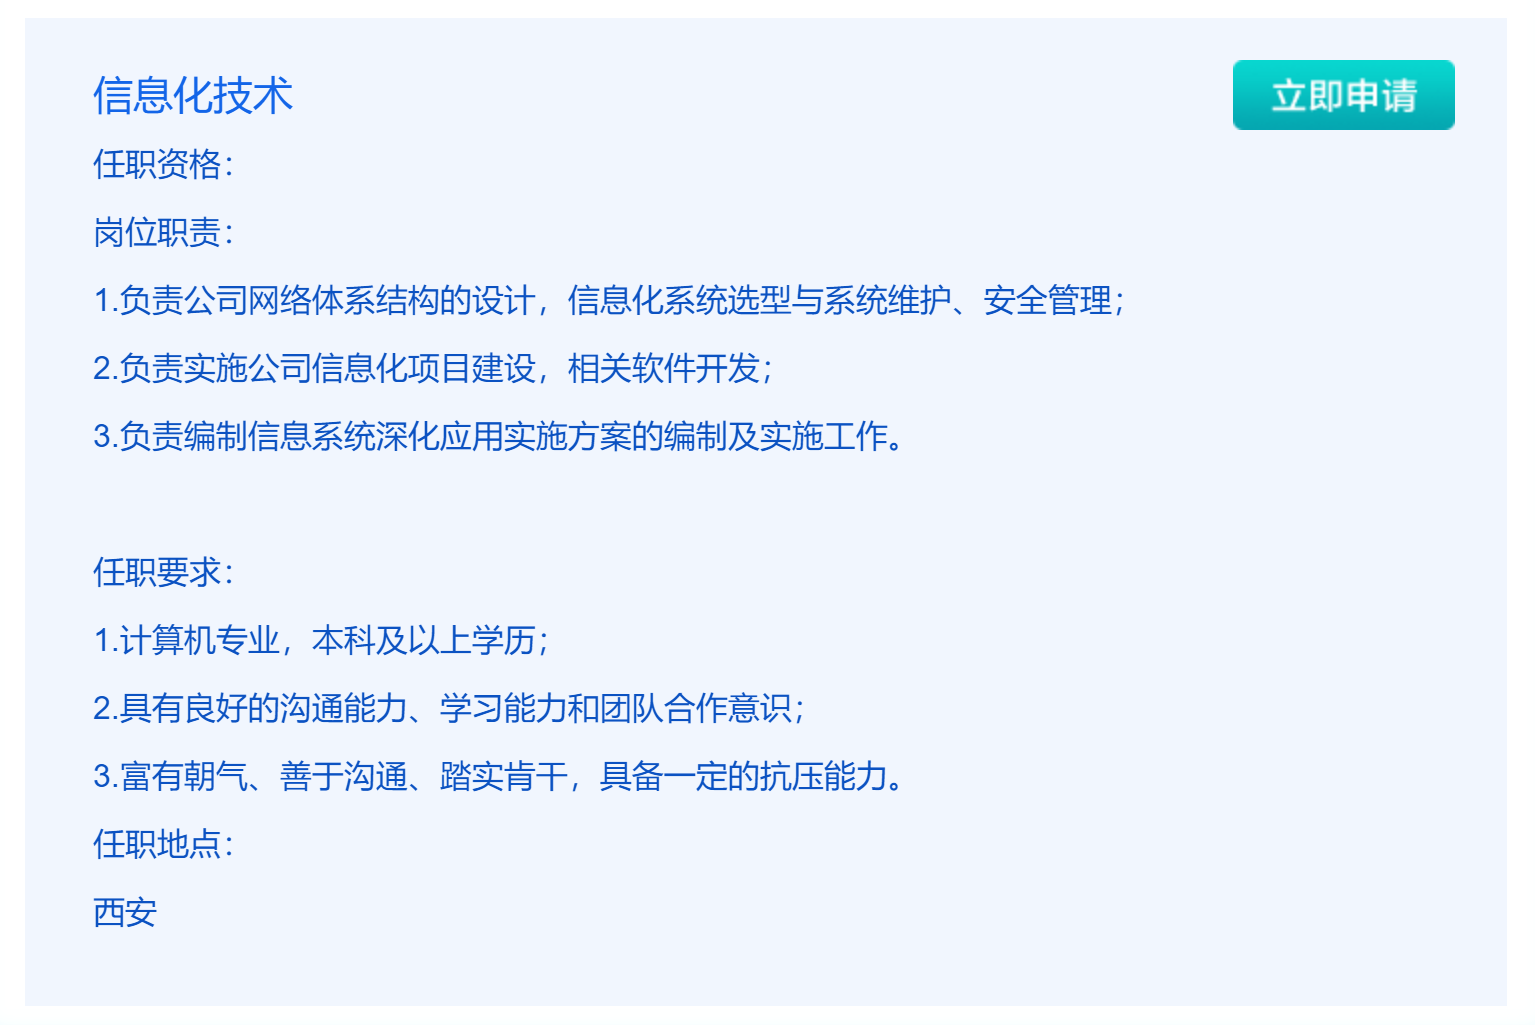 信息化技术
立即申请
任职资格：
岗位职责：
1.负责公司网络体系结构的设计，信息化系统选型与系统维护、安全管理；
2.负责实施公司信息化项目建设，相关软件开发；
3.负责编制信息系统深化应用实施方案的编制及实施工作。
任职要求：
1.计算机专业，本科及以上学历；
2.具有良好的沟通能力、学习能力和团队合作意识；
3.富有朝气、善于沟通、踏实肯干，具备一定的抗压能力。
任职地点：
西安